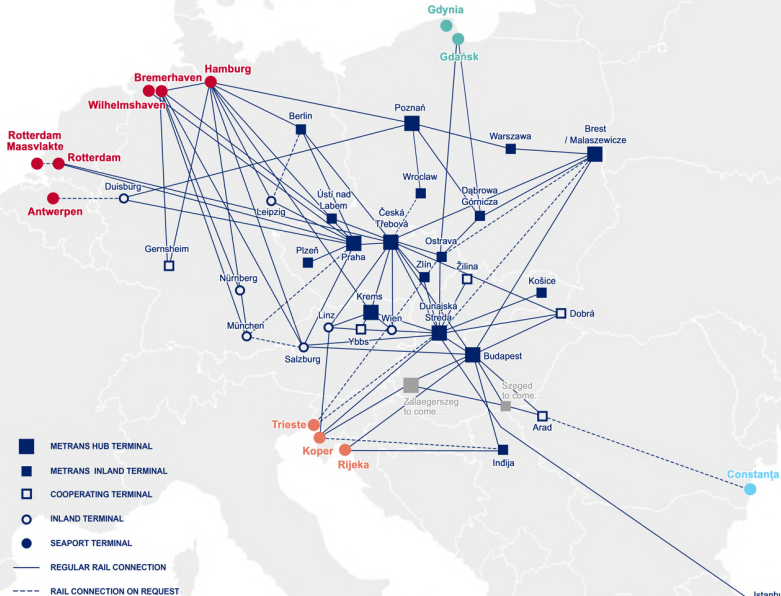 Gdynia
Gdańsk
Hamburg
Bremerhaven
Wilhelmshaven
Berlin
Poznań
Warszawa
Brest
/ Malaszewicze
Rotterdam
Maasvlakte
Rotterdam
Duisburg
Antwerpen
Leipzig
Ústí nad
Labem
Wroclaw
Česká
Třebová
Dąbrowa
Górnicza
Gernsheim
Plzeň
Praha
Ostrava
Zlín
Žilina
Košice
Nürnberg
Krems
Dunajská
Streda
Dobrá
München
Linz
Ybbs
Wien
Salzburg
Budapest
Zalaegerszeg
to come...
Szeged
to come...
Arad
Trieste
Koper
Rijeka
Inđija
Constanța
METRANS HUB TERMINAL
METRANS INLAND TERMINAL
COOPERATING TERMINAL
INLAND TERMINAL
SEAPORT TERMINAL
REGULAR RAIL CONNECTION
RAIL CONNECTION ON REQUEST